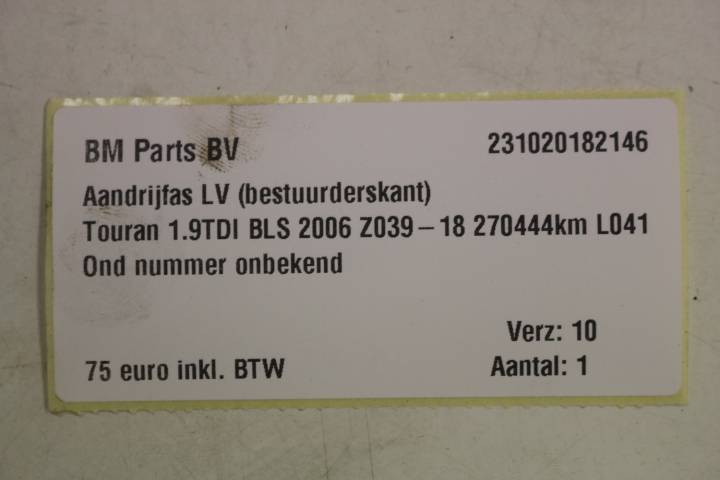 BM Parts BV 231020182146
Aandrijfas LV (bestuurderskant)
Touran 1.9TDI BLS 2006 Z039-18 270444km L041
Ond nummer onbekend
Verz: 10
75 euro inkl. BTW Aantal: 1